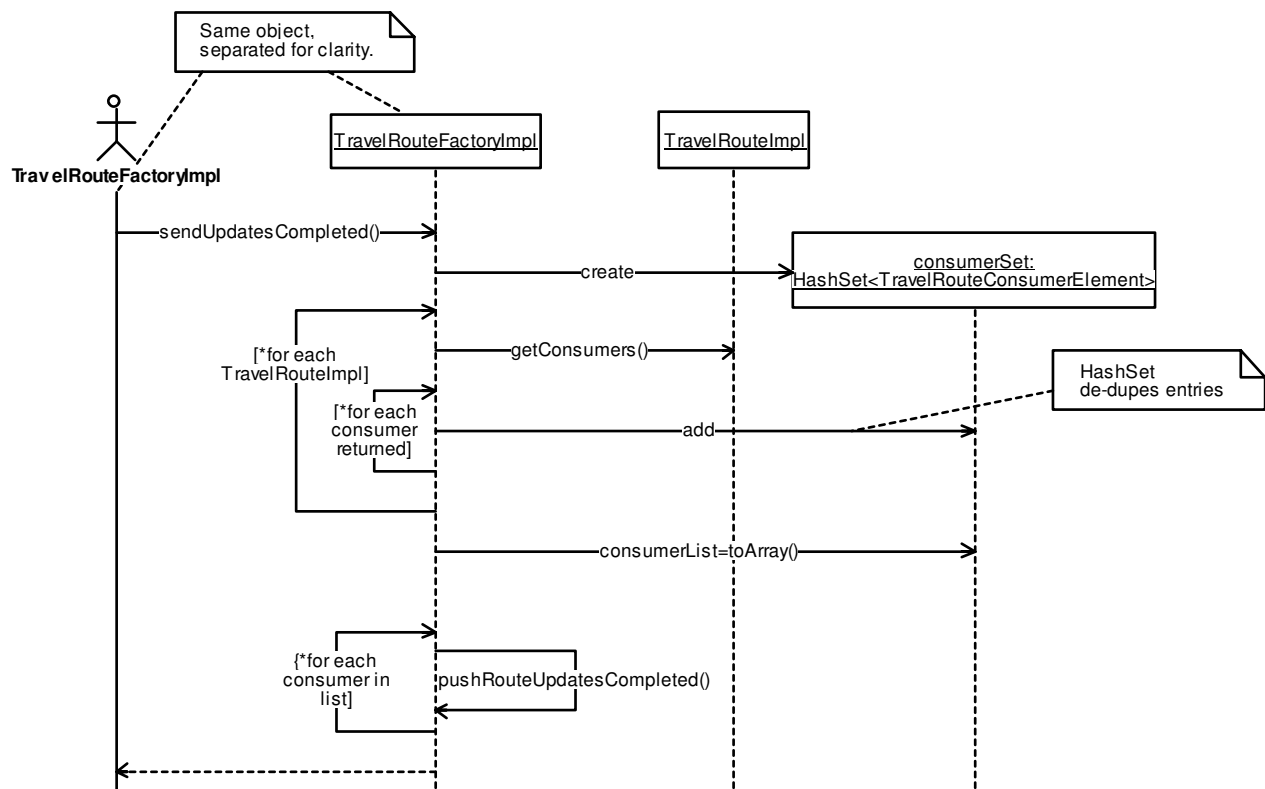 Same object,
separated for clarity.
TravelRouteFactoryImpl
TravelRouteImpl
TravelRouteFactoryImpl
sendUpdatesCompleted()
consumerSet:
HashSet<TravelRouteConsumerElement>
create
[*for each
TravelRouteImpl]
getConsumers()
HashSet
de-dupes entries
[*for each
consumer
returned]
add
consumerList=toArray()
{*for each
consumer in
list]
pushRouteUpdatesCompleted()